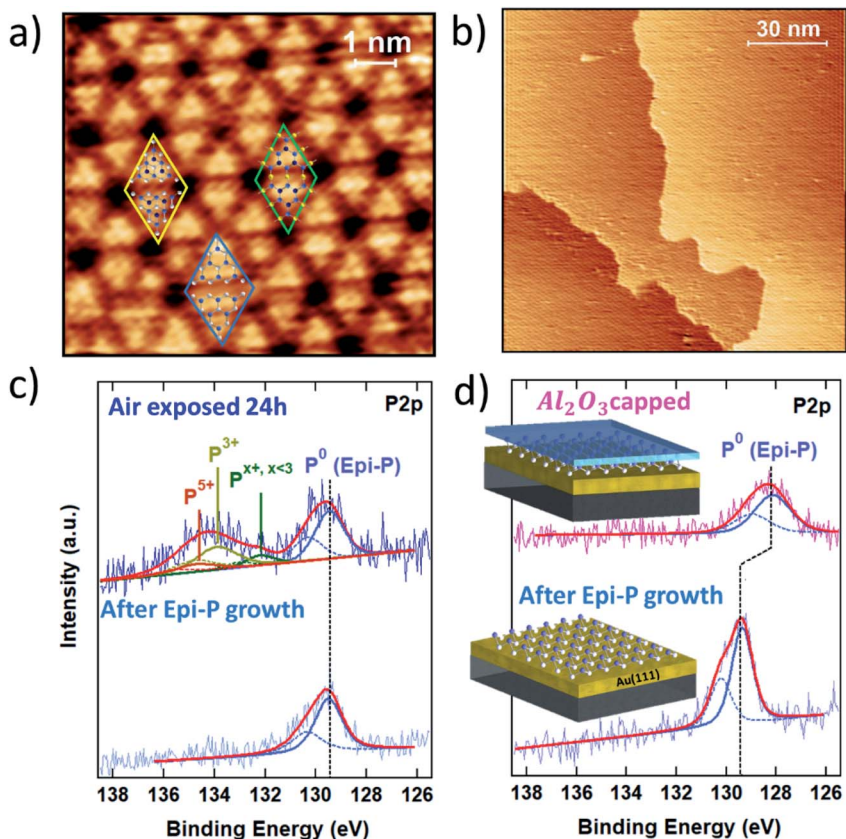 a)
1 nm
b)
30 nm
c)
Air exposed 24h
P2p
P³⁺
P⁵⁺
Pˣ⁺, ˣ<³
P⁰ (Epi-P)
After Epi-P growth
Intensity (a.u.)
138 136 134 132 130 128 126
Binding Energy (eV)
d)
Al₂O₃ capped
P2p
P⁰ (Epi-P)
After Epi-P growth
Au(111)
138 136 134 132 130 128 126
Binding Energy (eV)